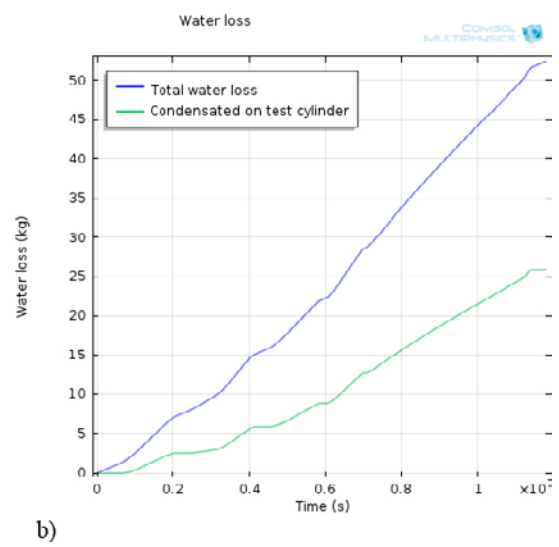 Water loss
COMSOL
MULTIPHYSICS
Total water loss
Condensated on test cylinder
50
45
40
35
30
25
20
15
10
5
0
Water loss (kg)
0
0.2
0.4
0.6
0.8
1
Time (s)
b)